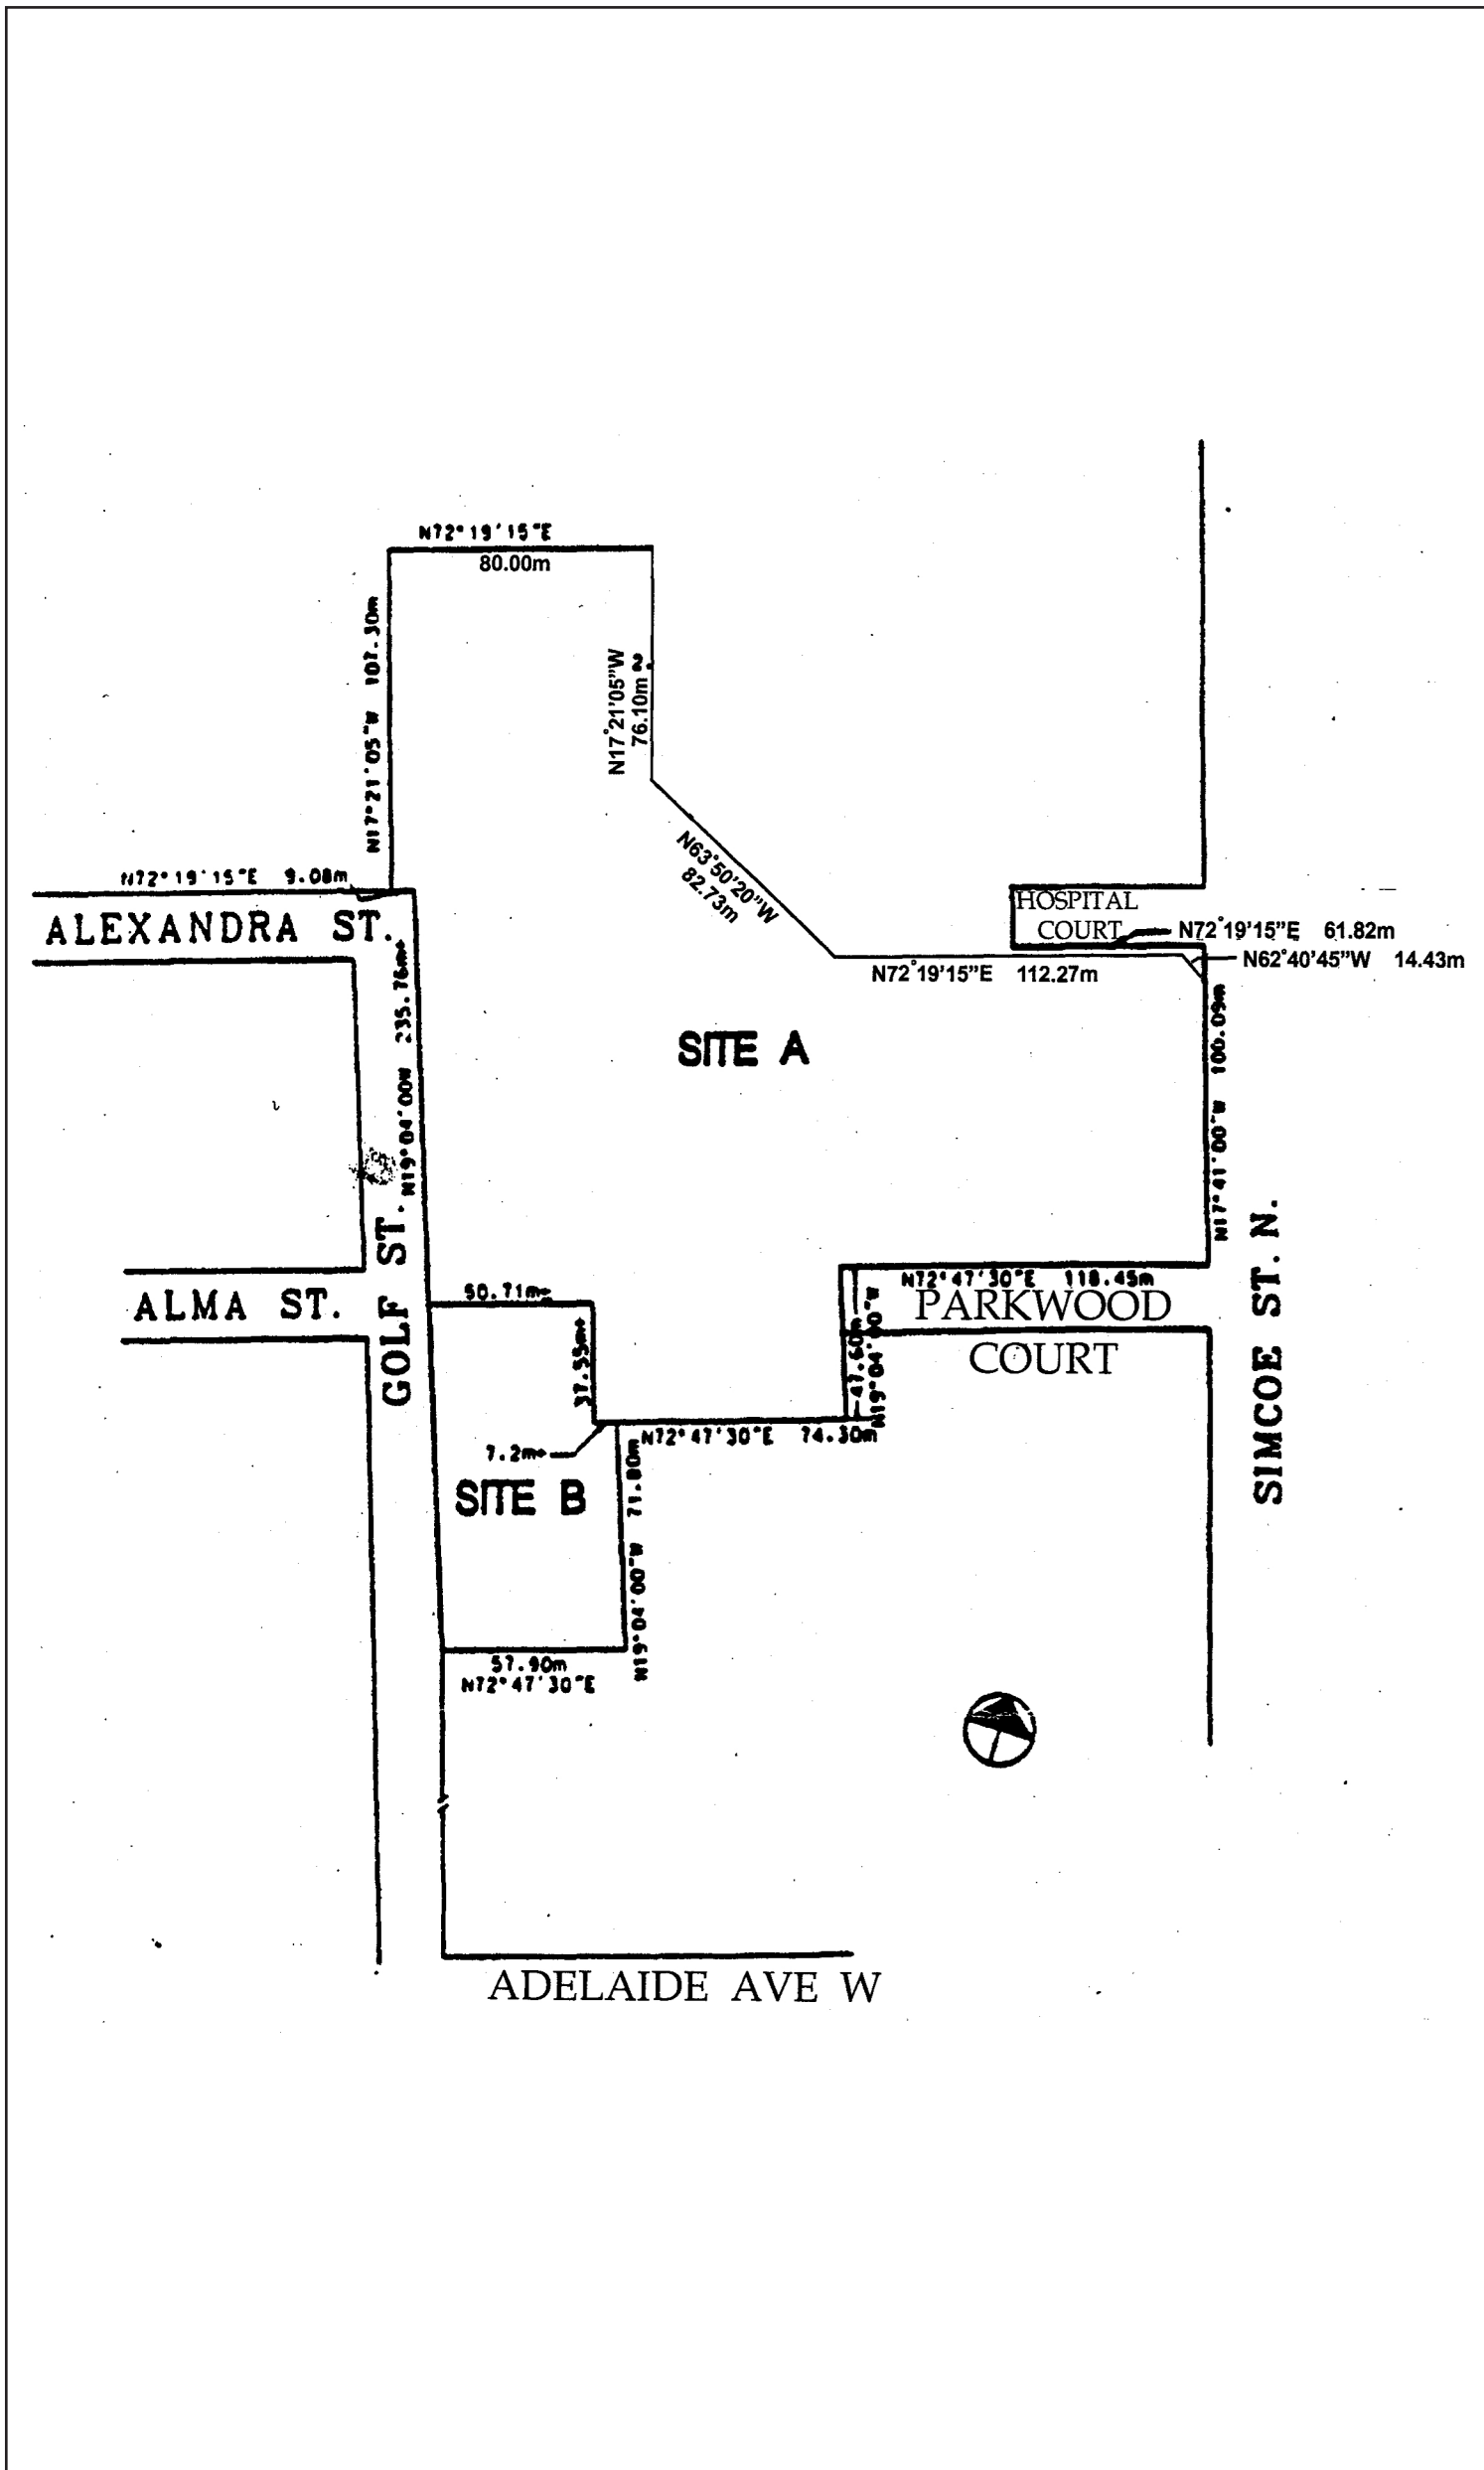 N72°19'15"E
80.00m
N17°21'05"W 107.30m
N17°21'05"W
76.10m
2.
N63°50'20"W
82.73m
N72°19'15"E 9.08m
ALEXANDRA ST.
HOSPITAL
COURT
N72°19'15"E 61.82m
N62°40'45"W 14.43m
N72°19'15"E 112.27m
N19°04'00W 235.76m±
SITE A
N17°41'00"W 100.09m
ALMA ST.
GOLF ST.
50.71m±
37.55m±
N72°47'30"E 118.45m
PARKWOOD
COURT
47.60m
N19°04'00"W
SIMCOE ST. N.
N72°47'30"E 74.30m
7.2m±
SITE B
N19°04'00"W 71.80m
57.90m
N72°47'30"E
ADELAIDE AVE W